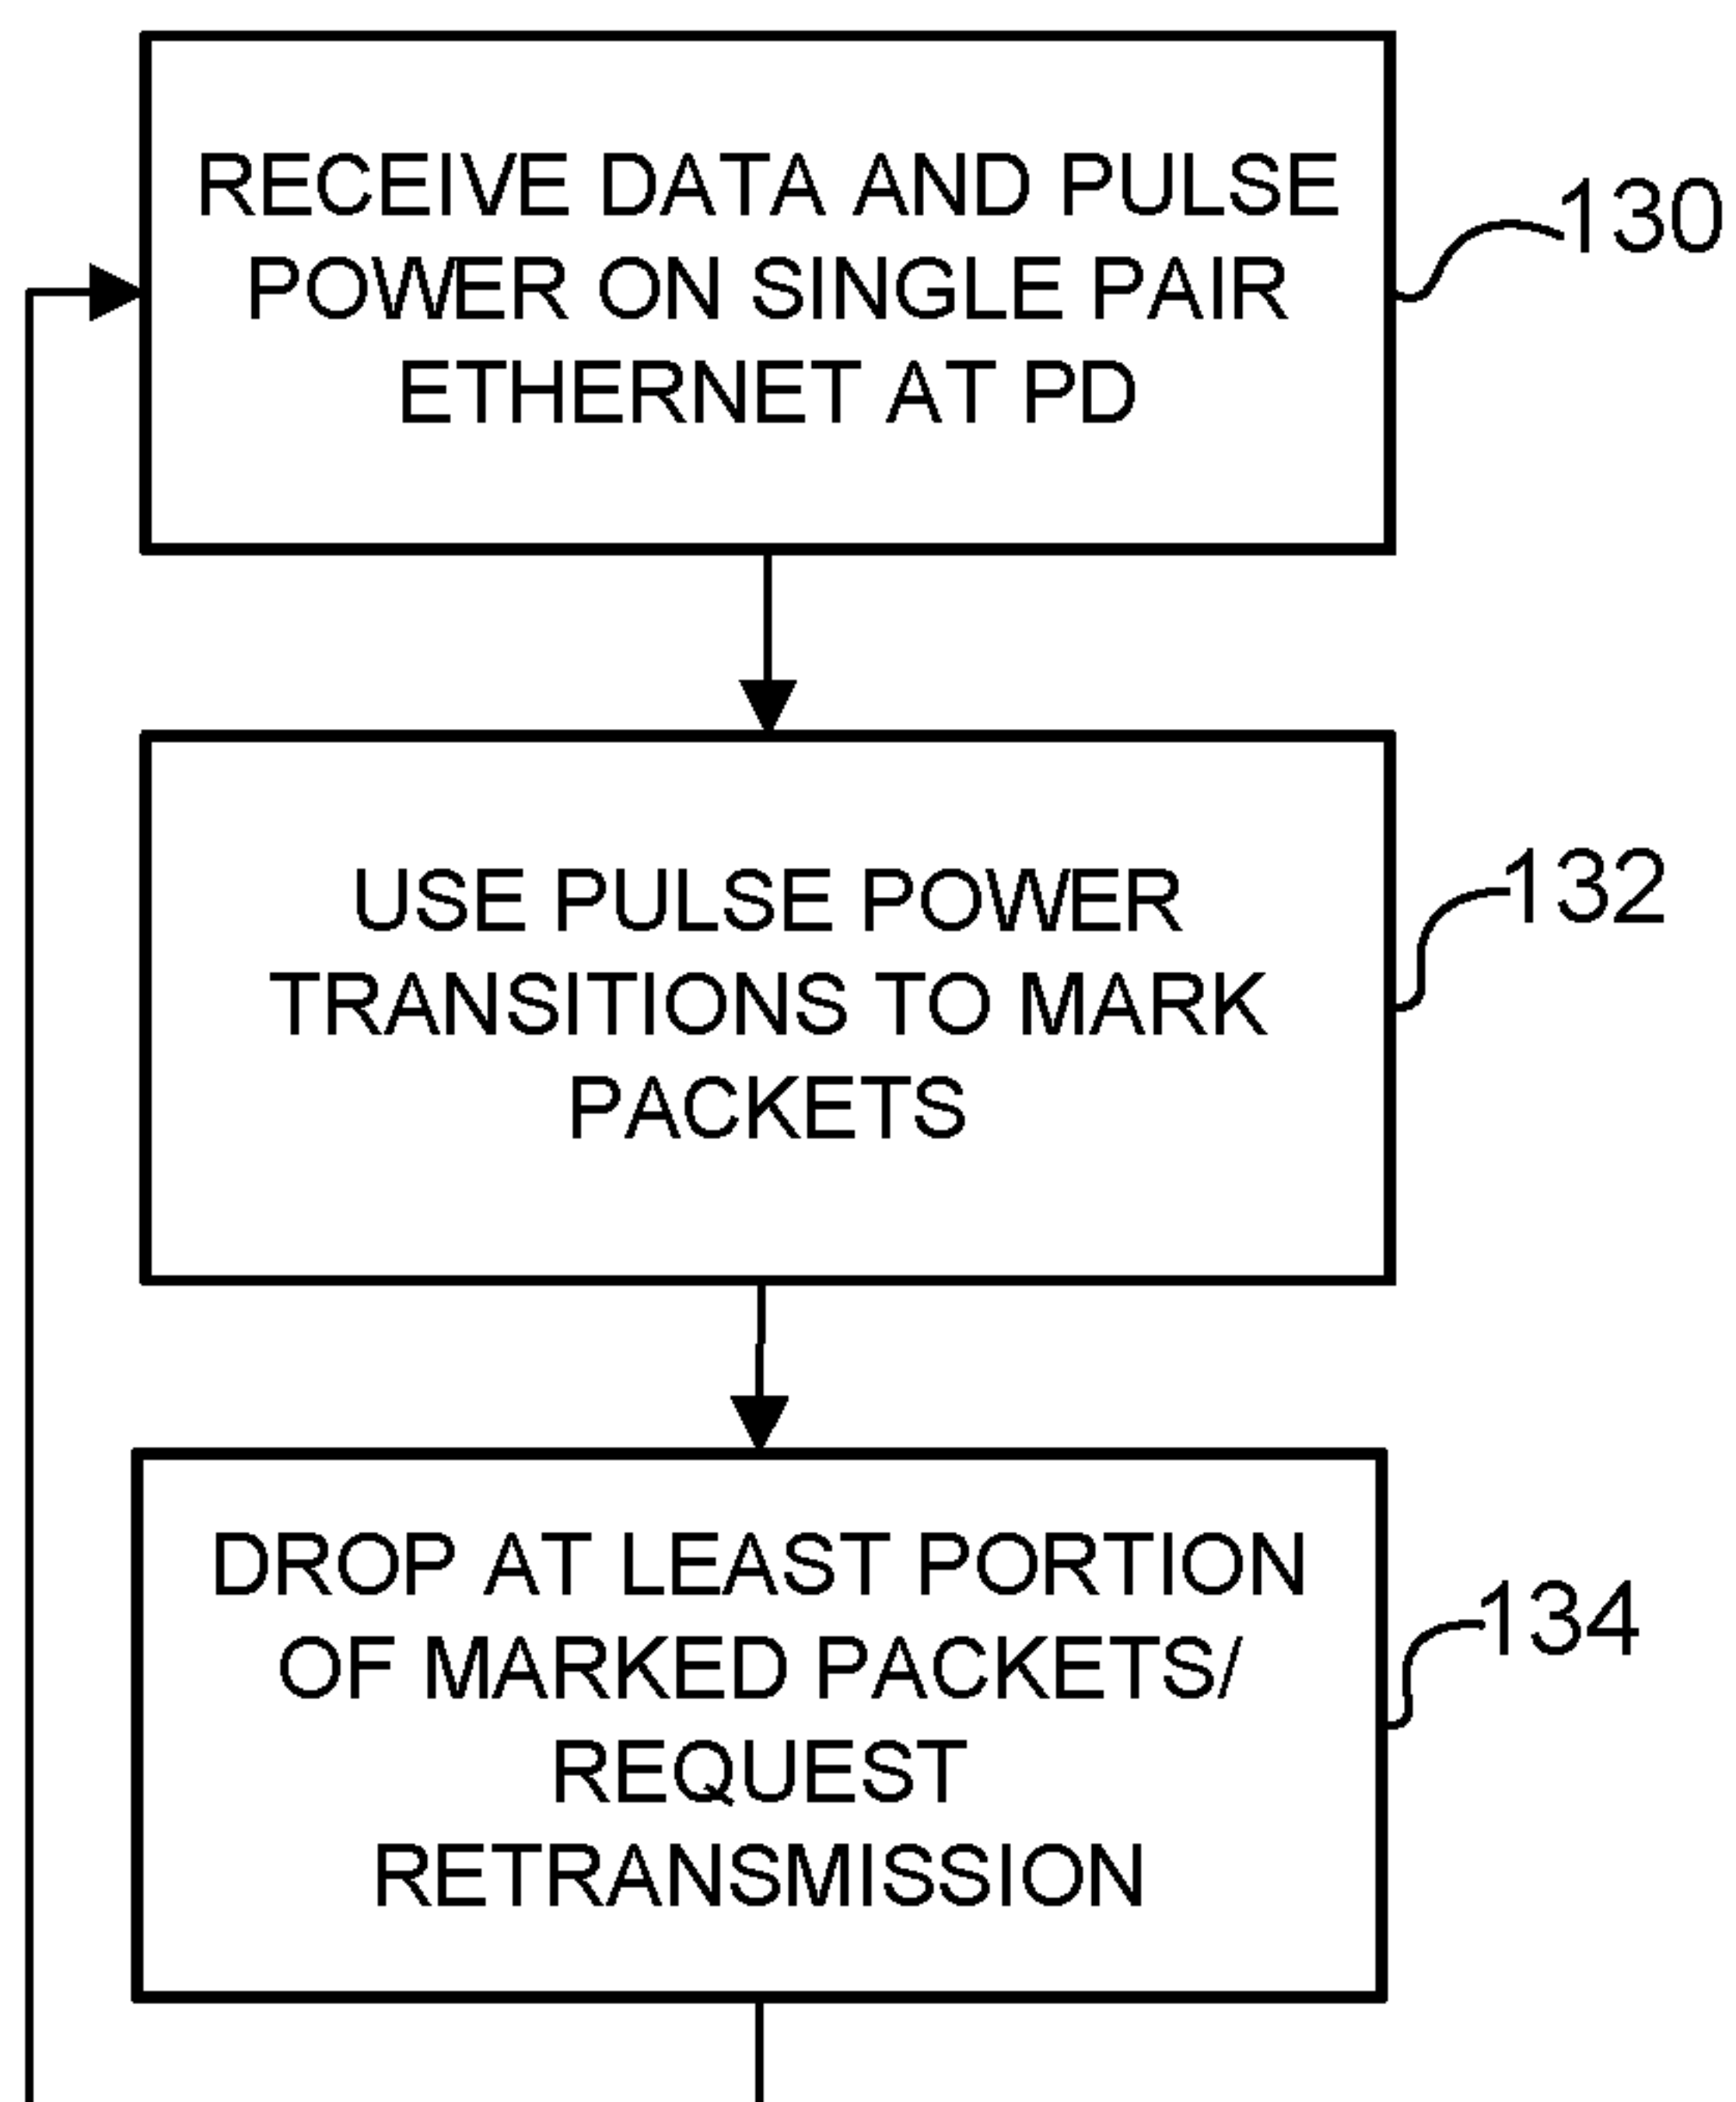 RECEIVE DATA AND PULSE
POWER ON SINGLE PAIR
ETHERNET AT PD
130
USE PULSE POWER
TRANSITIONS TO MARK
PACKETS
132
DROP AT LEAST PORTION
OF MARKED PACKETS/
REQUEST
RETRANSMISSION
134